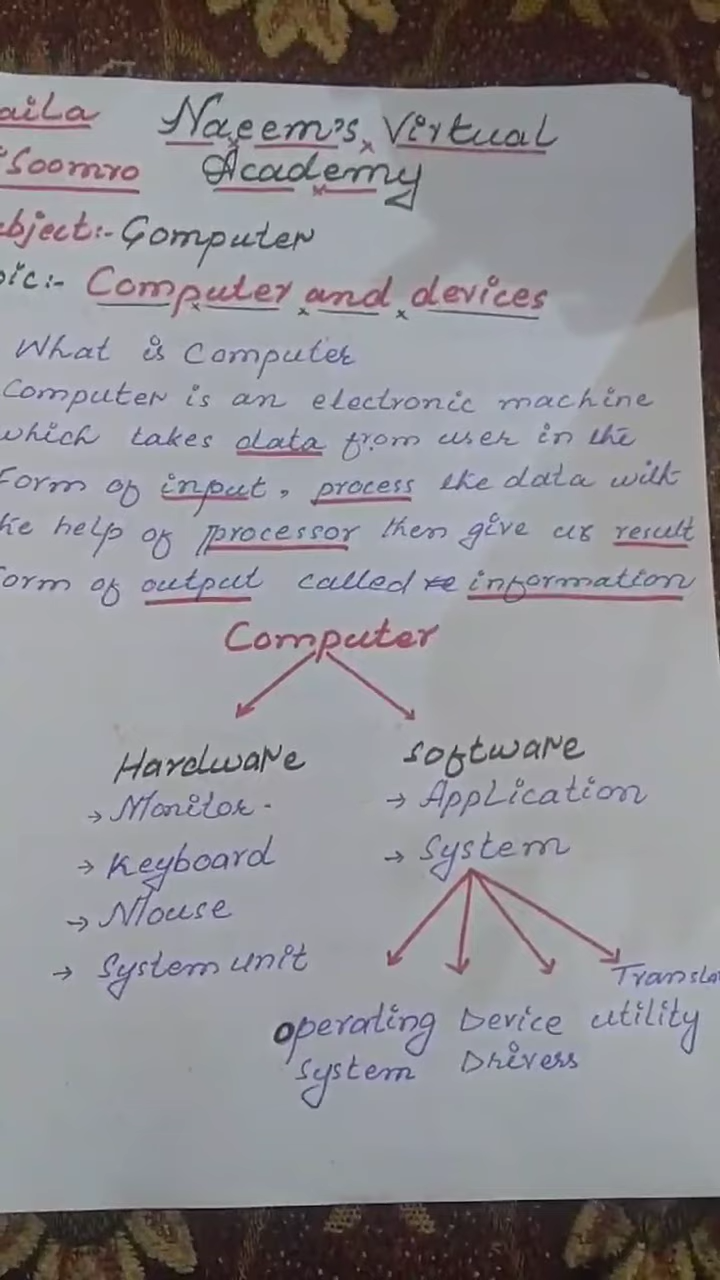 aila Naeem's Virtual
Soomro Academy
bject:- Computer
pic:- Computer and devices
What is Computer
Computer is an electronic machine
which takes data from user in the
Form of input, process the data with
he help of processor then give us result
form of output called information
Computer
Hardware Software
→ Monitor. → Application
→ Keyboard → System
→ Mouse
→ System unit
Transla
Operating Device utility
System Drivers